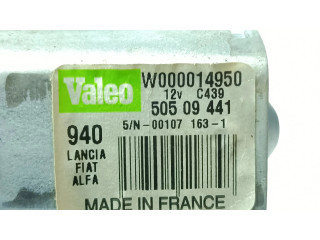 Valeo W000014950
12v C439
505 09 441
940 S/N-00107 163-1
LANCIA
FIAT
ALFA
MADE IN FRANCE